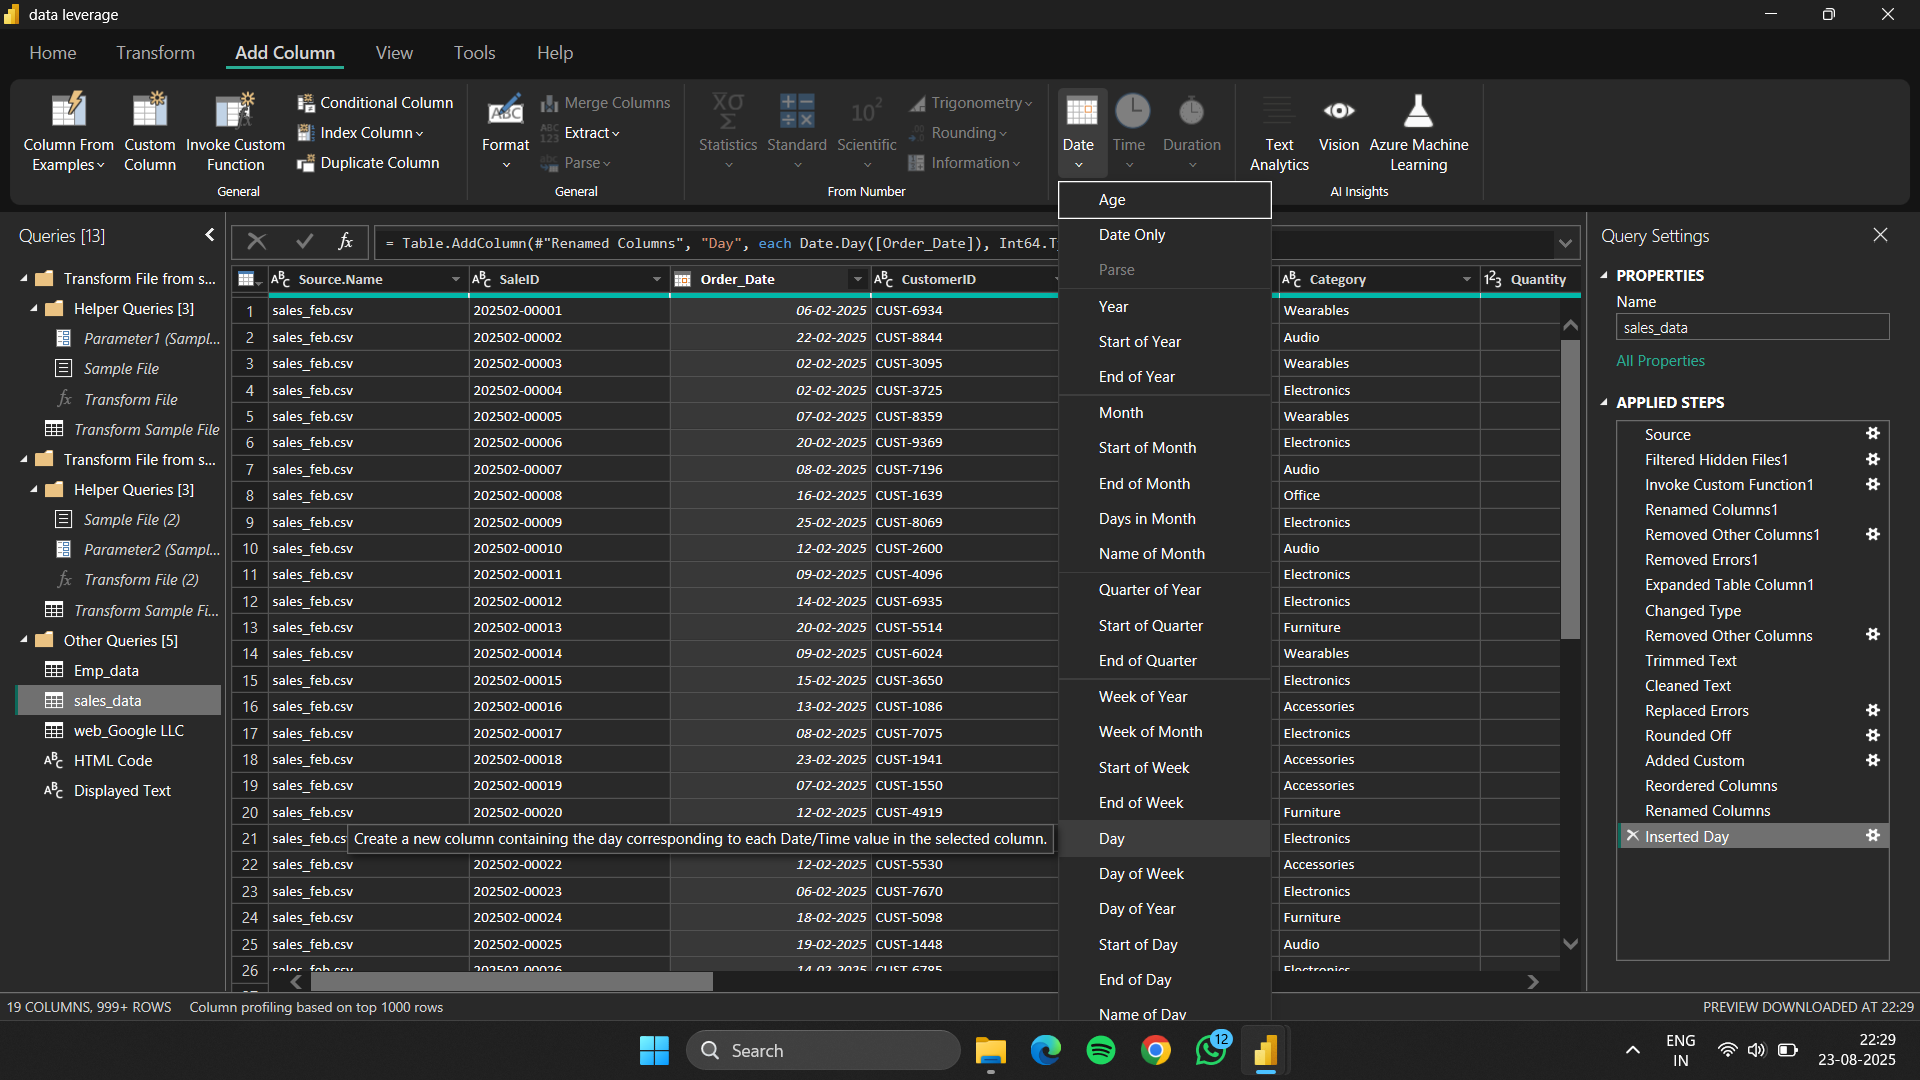 data leverage
Home
Transform
Add Column
View
Tools
Help
Column From
Examples
Custom
Column
Invoke Custom
Function
Conditional Column
Index Column
Duplicate Column
General
Format
Merge Columns
Extract
Parse
General
Statistics
Standard
Scientific
Trigonometry
Rounding
Information
From Number
Date
Time
Duration
Text
Analytics
Vision
Azure Machine
Learning
AI Insights
Queries [13]
Transform File from s...
Helper Queries [3]
Parameter1 (Sampl...
Sample File
Transform File
Transform Sample File
Transform File from s...
Helper Queries [3]
Sample File (2)
Parameter2 (Sampl...
Transform File (2)
Transform Sample Fi...
Other Queries [5]
Emp_data
sales_data
web_Google LLC
HTML Code
Displayed Text
= Table.AddColumn(#"Renamed Columns", "Day", each Date.Day([Order_Date]), Int64.T
Source.Name SaleID Order_Date CustomerID Category Quantity
1 sales_feb.csv 202502-00001 06-02-2025 CUST-6934 Wearables
2 sales_feb.csv 202502-00002 22-02-2025 CUST-8844 Audio
3 sales_feb.csv 202502-00003 02-02-2025 CUST-3095 Wearables
4 sales_feb.csv 202502-00004 02-02-2025 CUST-3725 Electronics
5 sales_feb.csv 202502-00005 07-02-2025 CUST-8359 Wearables
6 sales_feb.csv 202502-00006 20-02-2025 CUST-9369 Electronics
7 sales_feb.csv 202502-00007 08-02-2025 CUST-7196 Audio
8 sales_feb.csv 202502-00008 16-02-2025 CUST-1639 Office
9 sales_feb.csv 202502-00009 25-02-2025 CUST-8069 Electronics
10 sales_feb.csv 202502-00010 12-02-2025 CUST-2600 Audio
11 sales_feb.csv 202502-00011 09-02-2025 CUST-4096 Electronics
12 sales_feb.csv 202502-00012 14-02-2025 CUST-6935 Electronics
13 sales_feb.csv 202502-00013 20-02-2025 CUST-5514 Furniture
14 sales_feb.csv 202502-00014 09-02-2025 CUST-6024 Wearables
15 sales_feb.csv 202502-00015 15-02-2025 CUST-3650 Electronics
16 sales_feb.csv 202502-00016 13-02-2025 CUST-1086 Accessories
17 sales_feb.csv 202502-00017 08-02-2025 CUST-7075 Electronics
18 sales_feb.csv 202502-00018 23-02-2025 CUST-1941 Accessories
19 sales_feb.csv 202502-00019 07-02-2025 CUST-1550 Accessories
20 sales_feb.csv 202502-00020 12-02-2025 CUST-4919 Furniture
21 sales_feb.cs Electronics
Create a new column containing the day corresponding to each Date/Time value in the selected column.
22 sales_feb.csv 202502-00022 12-02-2025 CUST-5530 Accessories
23 sales_feb.csv 202502-00023 06-02-2025 CUST-7670 Electronics
24 sales_feb.csv 202502-00024 18-02-2025 CUST-5098 Furniture
25 sales_feb.csv 202502-00025 19-02-2025 CUST-1448 Audio
26 sales_feb.csv 202502-00026 14-02-2025 CUST-6785 Electronics
Age
Date Only
Parse
Year
Start of Year
End of Year
Month
Start of Month
End of Month
Days in Month
Name of Month
Quarter of Year
Start of Quarter
End of Quarter
Week of Year
Week of Month
Start of Week
End of Week
Day
Day of Week
Day of Year
Start of Day
End of Day
Name of Day
Query Settings
PROPERTIES
Name
sales_data
All Properties
APPLIED STEPS
Source
Filtered Hidden Files1
Invoke Custom Function1
Renamed Columns1
Removed Other Columns1
Removed Errors1
Expanded Table Column1
Changed Type
Removed Other Columns
Trimmed Text
Cleaned Text
Replaced Errors
Rounded Off
Added Custom
Reordered Columns
Renamed Columns
Inserted Day
19 COLUMNS, 999+ ROWS
Column profiling based on top 1000 rows
PREVIEW DOWNLOADED AT 22:29
Search
12
ENG
IN
22:29
23-08-2025